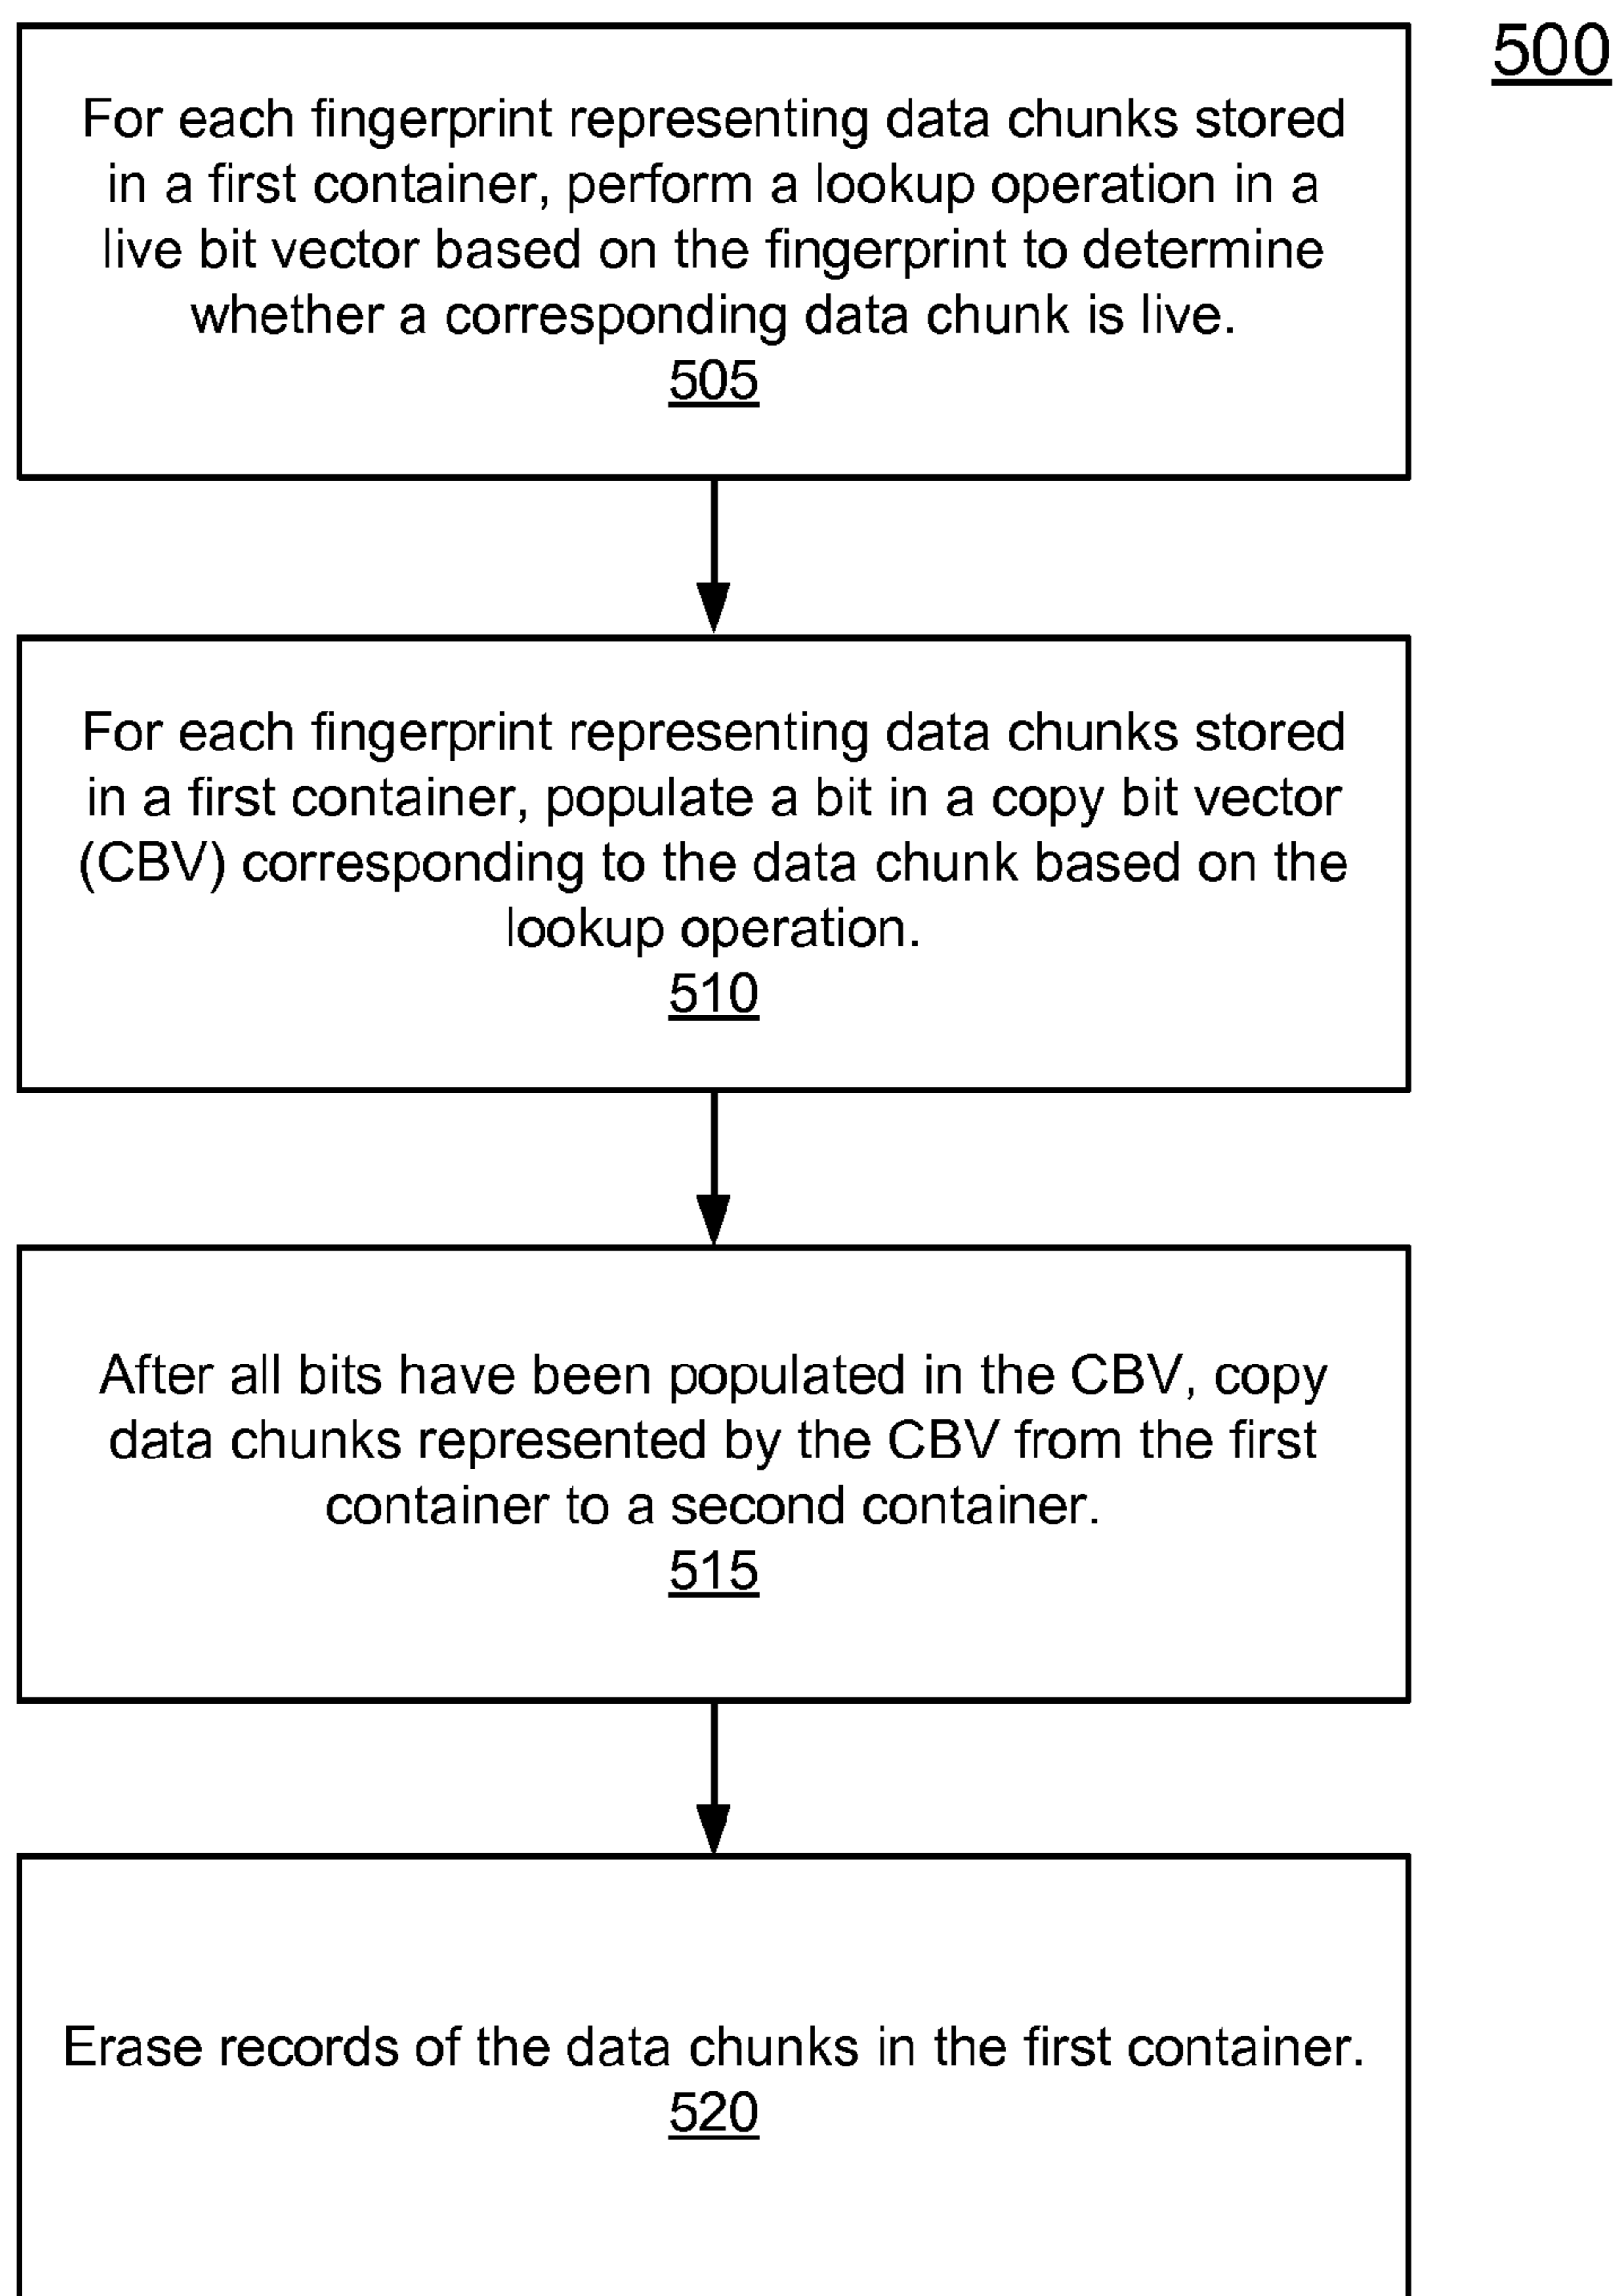 500
For each fingerprint representing data chunks stored
in a first container, perform a lookup operation in a
live bit vector based on the fingerprint to determine
whether a corresponding data chunk is live.
505
For each fingerprint representing data chunks stored
in a first container, populate a bit in a copy bit vector
(CBV) corresponding to the data chunk based on the
lookup operation.
510
After all bits have been populated in the CBV, copy
data chunks represented by the CBV from the first
container to a second container.
515
Erase records of the data chunks in the first container.
520